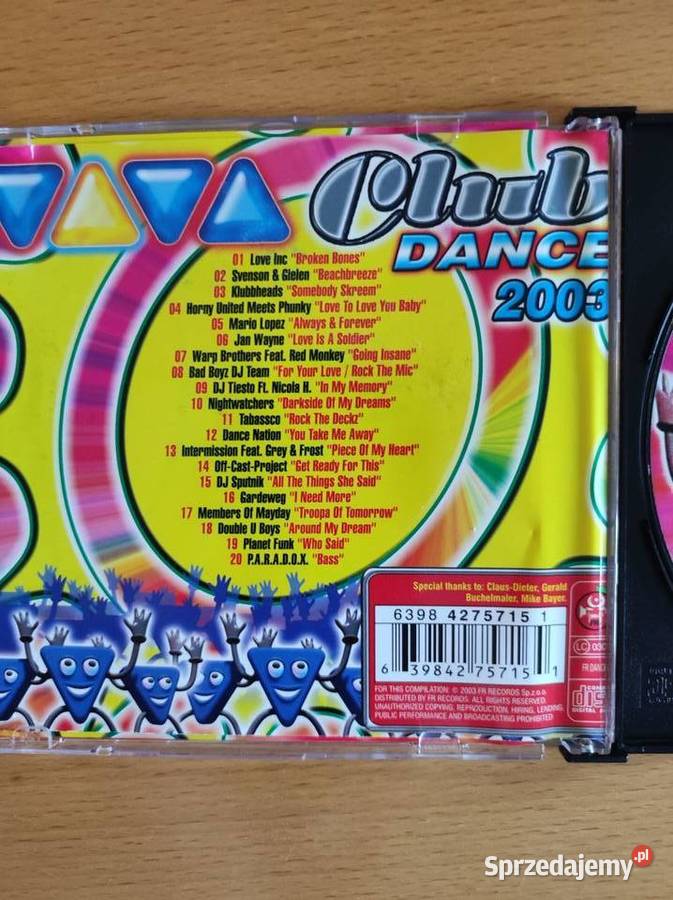 Club
DANCE
2003
01 Love Inc "Broken Bones"
02 Svenson & Gielen "Beachbreeze"
03 Klubbheads "Somebody Skreem"
04 Horny United Meets Phunky "Love To Love You Baby"
05 Mario Lopez "Always & Forever"
06 Jan Wayne "Love Is A Soldier"
07 Warp Brothers Feat. Red Monkey "Going Insane"
08 Bad Boyz DJ Team "For Your Love / Rock The Mic"
09 DJ Tiesto Ft. Nicola H. "In My Memory"
10 Nightwatchers "Darkside Of My Dreams"
11 Tabassco "Rock The Deckz"
12 Dance Nation "You Take Me Away"
13 Intermission Feat. Grey & Frost "Piece Of My Heart"
14 Off-Cast-Project "Get Ready For This"
15 DJ Sputnik "All The Things She Said"
16 Gardeweg "I Need More"
17 Members Of Mayday "Troopa Of Tomorrow"
18 Double U Boys "Around My Dream"
19 Planet Funk "Who Said"
20 P.A.R.A.D.O.X. "Bass"
Special thanks to: Claus-Dieter, Gerald
Buchelmaler, Mike Bayer.
6398 4275715 1
6 39842 75715 1
LC 030
FR DANCE
FOR THIS COMPILATION: © 2003 FR RECORDS Sp.z.o.o.
DISTRIBUTED BY FR RECORDS. ALL RIGHTS RESERVED.
UNAUTHORIZED COPYING, REPRODUCTION, HIRING, LENDING,
PUBLIC PERFORMANCE AND BROADCASTING PROHIBITED
Sprzedajemy.pl